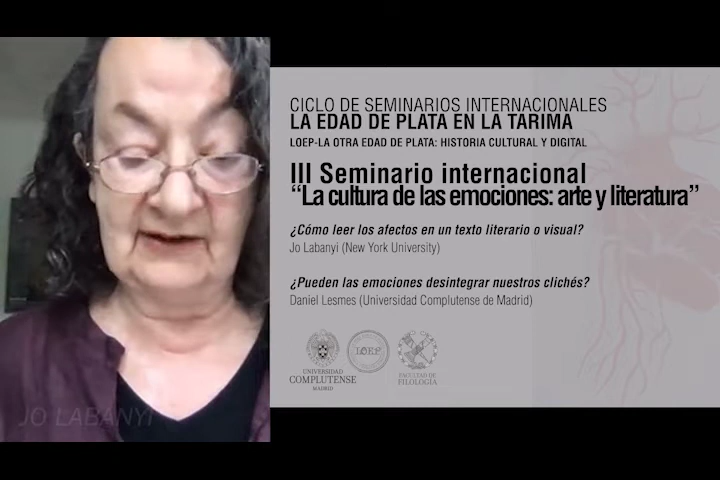 CICLO DE SEMINARIOS INTERNACIONALES
LA EDAD DE PLATA EN LA TARIMA
LOEP-LA OTRA EDAD DE PLATA: HISTORIA CULTURAL Y DIGITAL
III Seminario internacional
“La cultura de las emociones: arte y literatura”
¿Cómo leer los afectos en un texto literario o visual?
Jo Labanyi (New York University)
¿Pueden las emociones desintegrar nuestros clichés?
Daniel Lesmes (Universidad Complutense de Madrid)
LOEP
UNIVERSIDAD
COMPLUTENSE
MADRID
FACULTAD DE
FILOLOGÍA
JO LABANYI